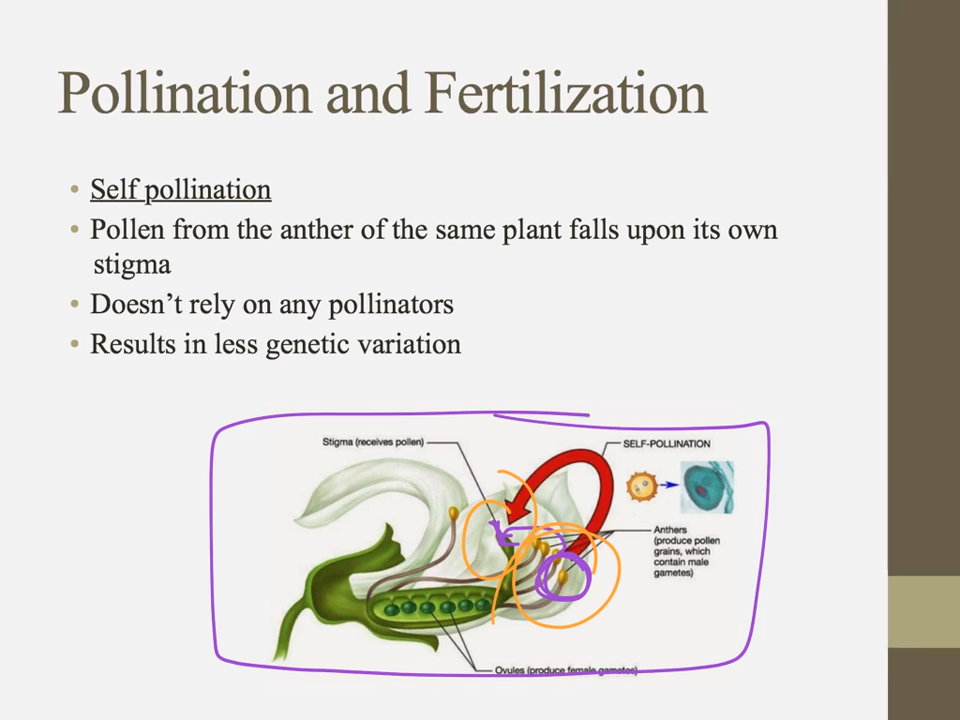 Pollination and Fertilization
• Self pollination
• Pollen from the anther of the same plant falls upon its own
stigma
• Doesn’t rely on any pollinators
• Results in less genetic variation
Stigma (receives pollen)
SELF-POLLINATION
Anthers
(produce pollen
grains, which
contain male
gametes)
Ovules (produce female gametes)